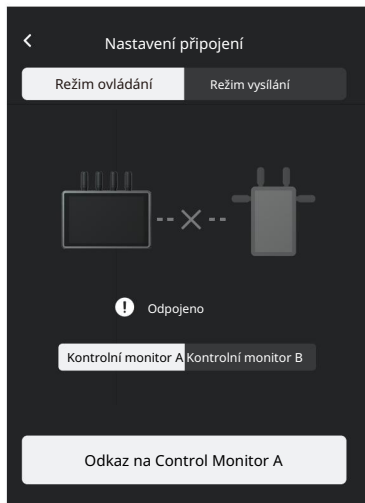 Nastavení připojení
Režim ovládání Režim vysílání
Odpojeno
Kontrolní monitor A Kontrolní monitor B
Odkaz na Control Monitor A